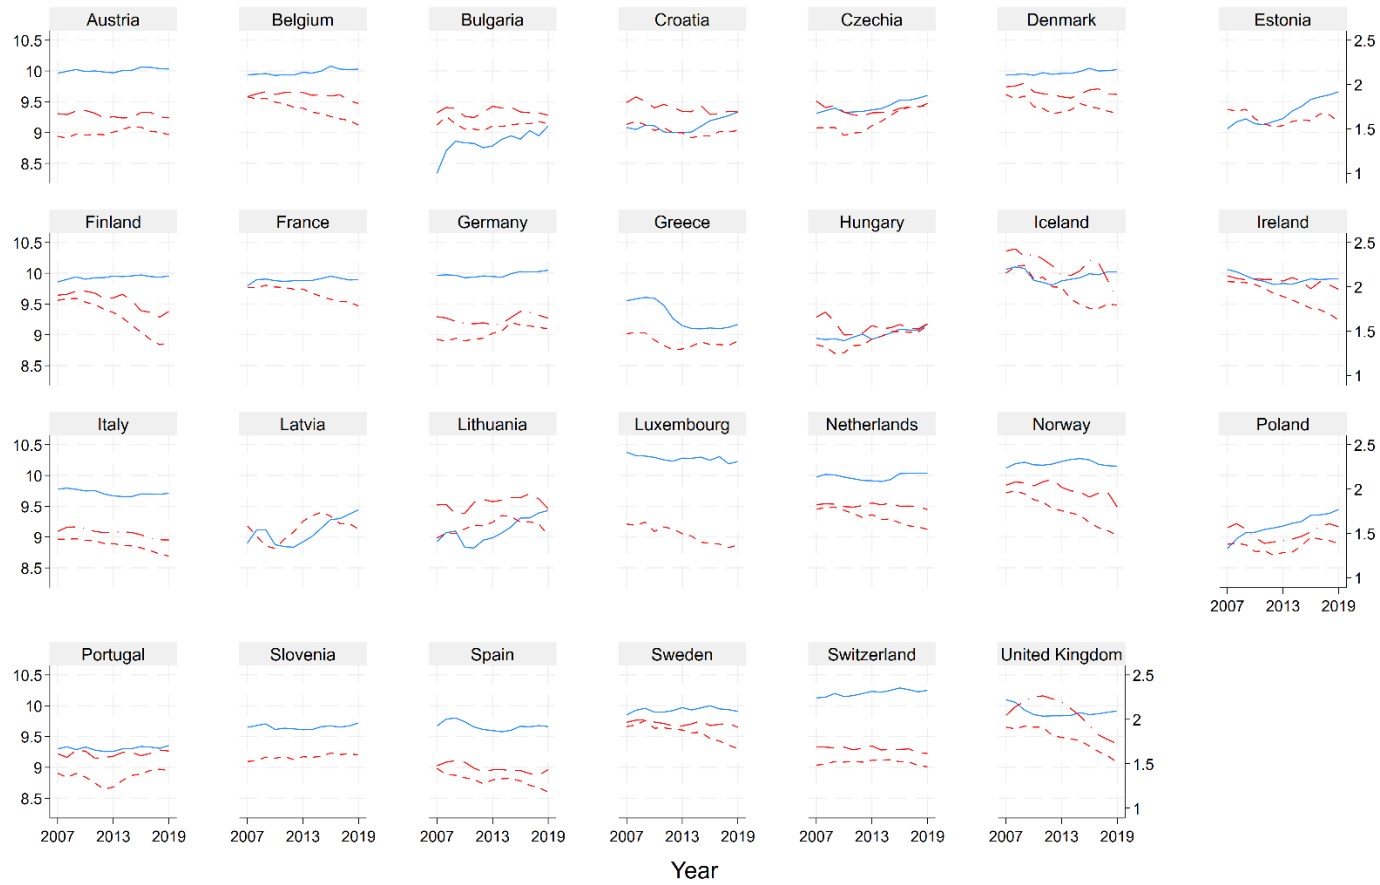 Austria Belgium Bulgaria Croatia Czechia Denmark Estonia
10.5 2.5
10 2
9.5
9 1.5
8.5 1
Finland France Germany Greece Hungary Iceland Ireland
10.5 2.5
10 2
9.5
9 1.5
8.5 1
Italy Latvia Lithuania Luxembourg Netherlands Norway Poland
10.5 2.5
10 2
9.5
9 1.5
8.5 1
2007 2013 2019
Portugal Slovenia Spain Sweden Switzerland United Kingdom
10.5 2.5
10 2
9.5
9 1.5
8.5 1
2007 2013 2019 2007 2013 2019 2007 2013 2019 2007 2013 2019 2007 2013 2019 2007 2013 2019
Year